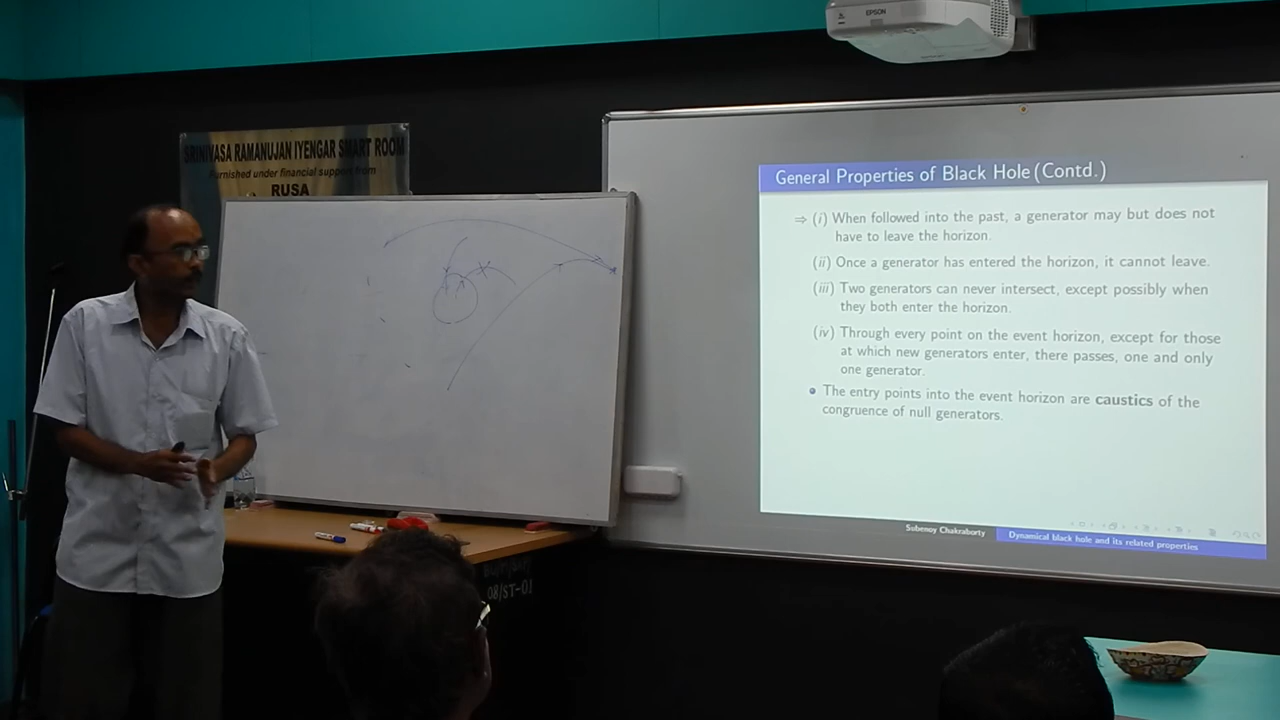 EPSON
SRINIVASA RAMANUJAN IYENGAR SMART ROOM
Furnished under financial support from
RUSA
General Properties of Black Hole (Contd.)
⇒ (i) When followed into the past, a generator may but does not
have to leave the horizon.
(ii) Once a generator has entered the horizon, it cannot leave.
(iii) Two generators can never intersect, except possibly when
they both enter the horizon.
(iv) Through every point on the event horizon, except for those
at which new generators enter, there passes, one and only
one generator.
• The entry points into the event horizon are caustics of the
congruence of null generators.
Subenoy Chakraborty
Dynamical black hole and its related properties
08/ST-01